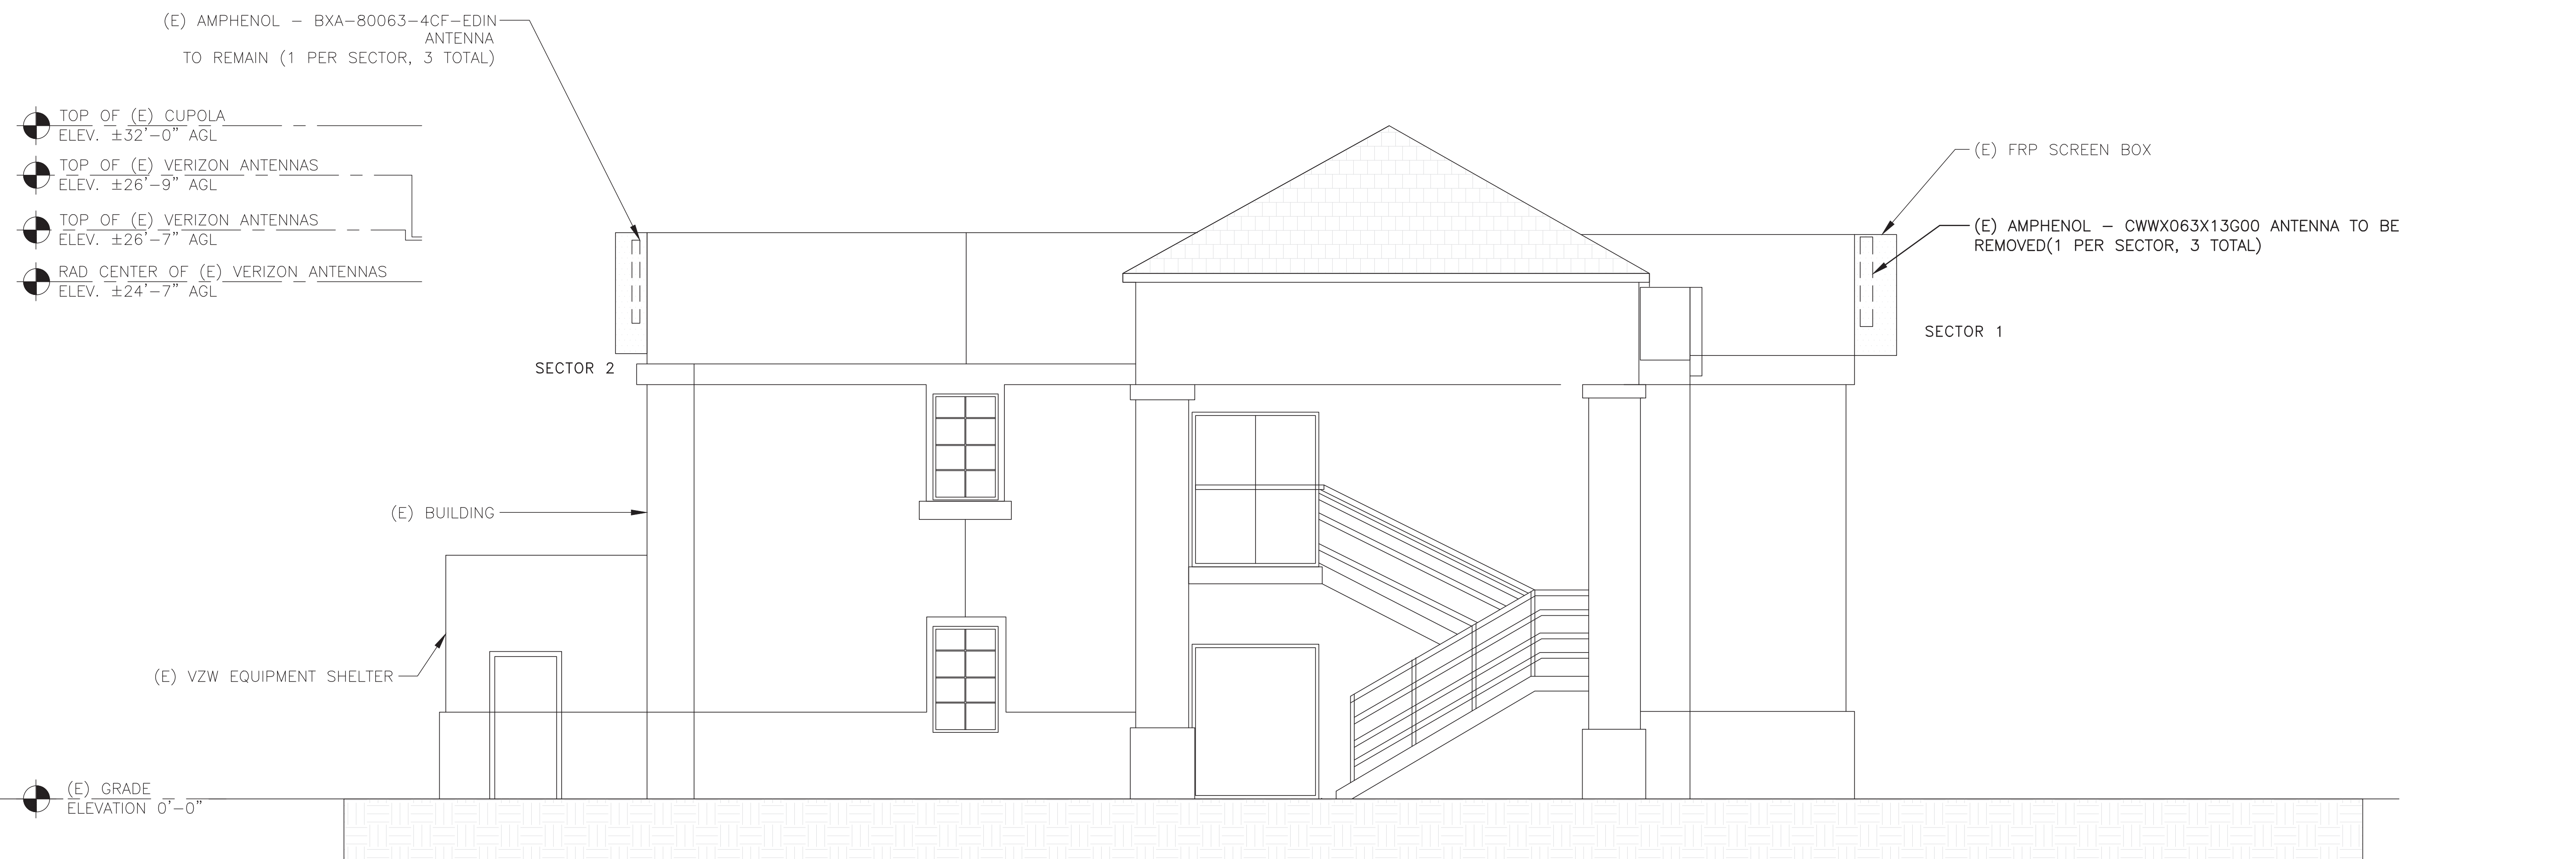 (E) AMPHENOL - BXA-80063-4CF-EDIN
ANTENNA
TO REMAIN (1 PER SECTOR, 3 TOTAL)
TOP OF (E) CUPOLA
ELEV. ±32'-0" AGL
TOP OF (E) VERIZON ANTENNAS
ELEV. ±26'-9" AGL
TOP OF (E) VERIZON ANTENNAS
ELEV. ±26'-7" AGL
RAD CENTER OF (E) VERIZON ANTENNAS
ELEV. ±24'-7" AGL
(E) FRP SCREEN BOX
(E) AMPHENOL - CWWX063X13G00 ANTENNA TO BE
REMOVED(1 PER SECTOR, 3 TOTAL)
SECTOR 1
SECTOR 2
(E) BUILDING
(E) VZW EQUIPMENT SHELTER
(E) GRADE
ELEVATION 0'-0"